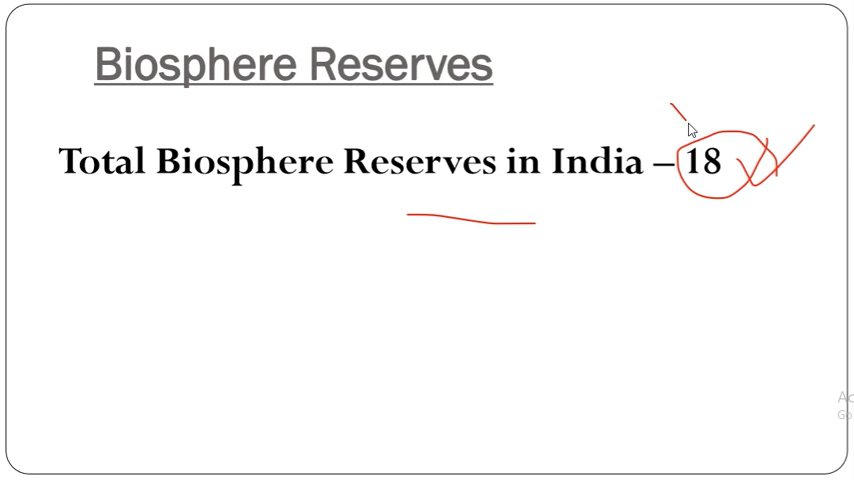 Biosphere Reserves
Total Biosphere Reserves in India – 18